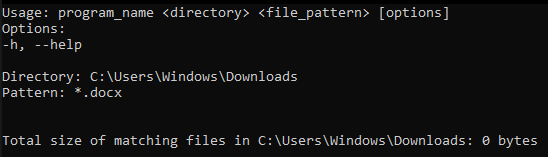 Usage: program_name <directory> <file_pattern> [options]
Options:
-h, --help
Directory: C:\Users\Windows\Downloads
Pattern: *.docx
Total size of matching files in C:\Users\Windows\Downloads: 0 bytes